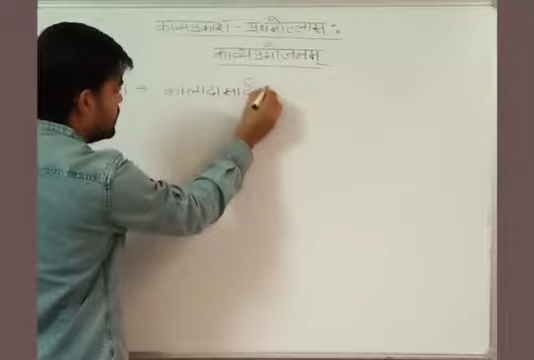 काव्यप्रकाश - प्रथमोल्लास :
काव्यप्रयोजनम्
→ कालादासाद